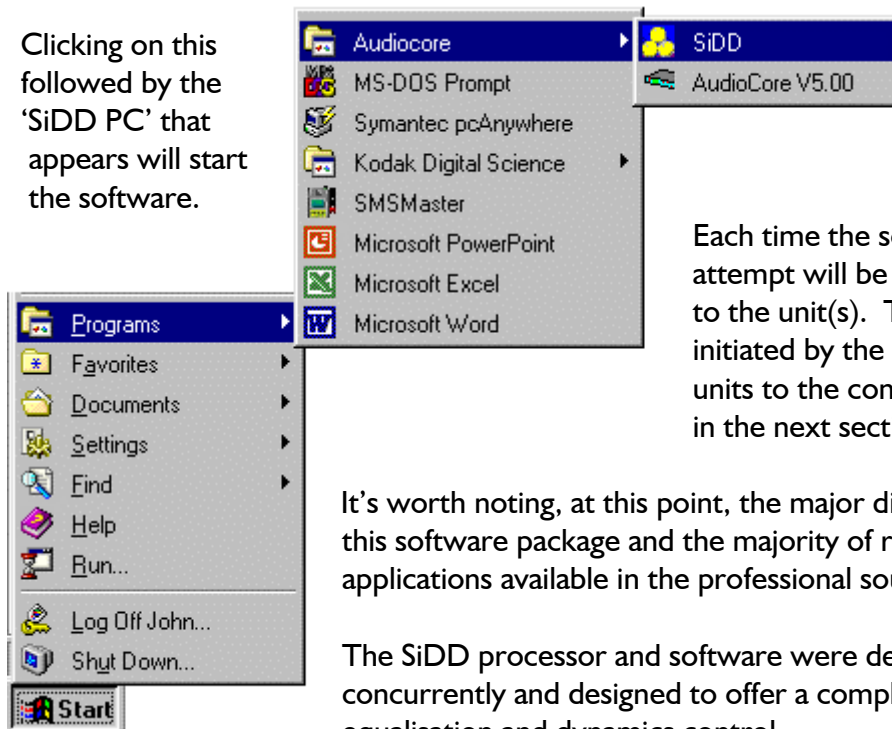 Clicking on this
followed by the
‘SiDD PC’ that
appears will start
the software.
Audiocore
MS-DOS Prompt
Symantec pcAnywhere
Kodak Digital Science
SMSMaster
Microsoft PowerPoint
Microsoft Excel
Microsoft Word
SiDD
AudioCore V5.00
Each time the
attempt will be
to the unit(s).
initiated by the
units to the
in the next
Programs
Favorites
Documents
Settings
Find
Help
Run...
Log Off John...
Shut Down...
Start
It’s worth noting, at this point, the major
this software package and the majority of
applications available in the professional
The SiDD processor and software were
concurrently and designed to offer a
equalisation and dynamics control